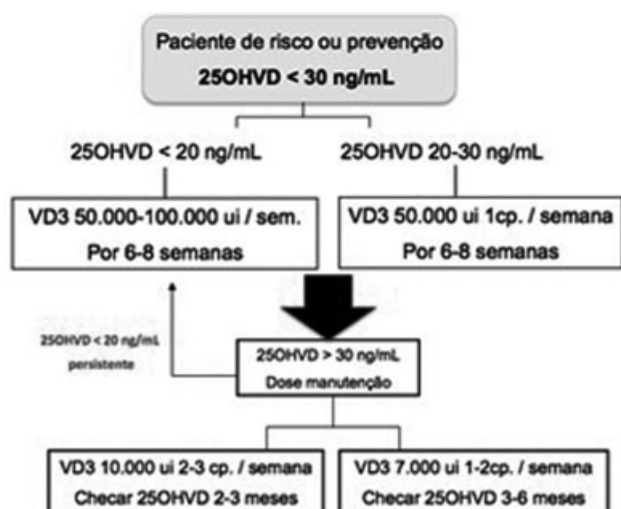 Paciente de risco ou prevenção
25OHVD < 30 ng/mL
25OHVD < 20 ng/mL
25OHVD 20-30 ng/mL
VD3 50.000-100.000 ui / sem.
Por 6-8 semanas
VD3 50.000 ui 1cp. / semana
Por 6-8 semanas
25OHVD < 20 ng/mL
persistente
25OHVD > 30 ng/mL
Dose manutenção
VD3 10.000 ui 2-3 cp. / semana
Checar 25OHVD 2-3 meses
VD3 7.000 ui 1-2cp. / semana
Checar 25OHVD 3-6 meses